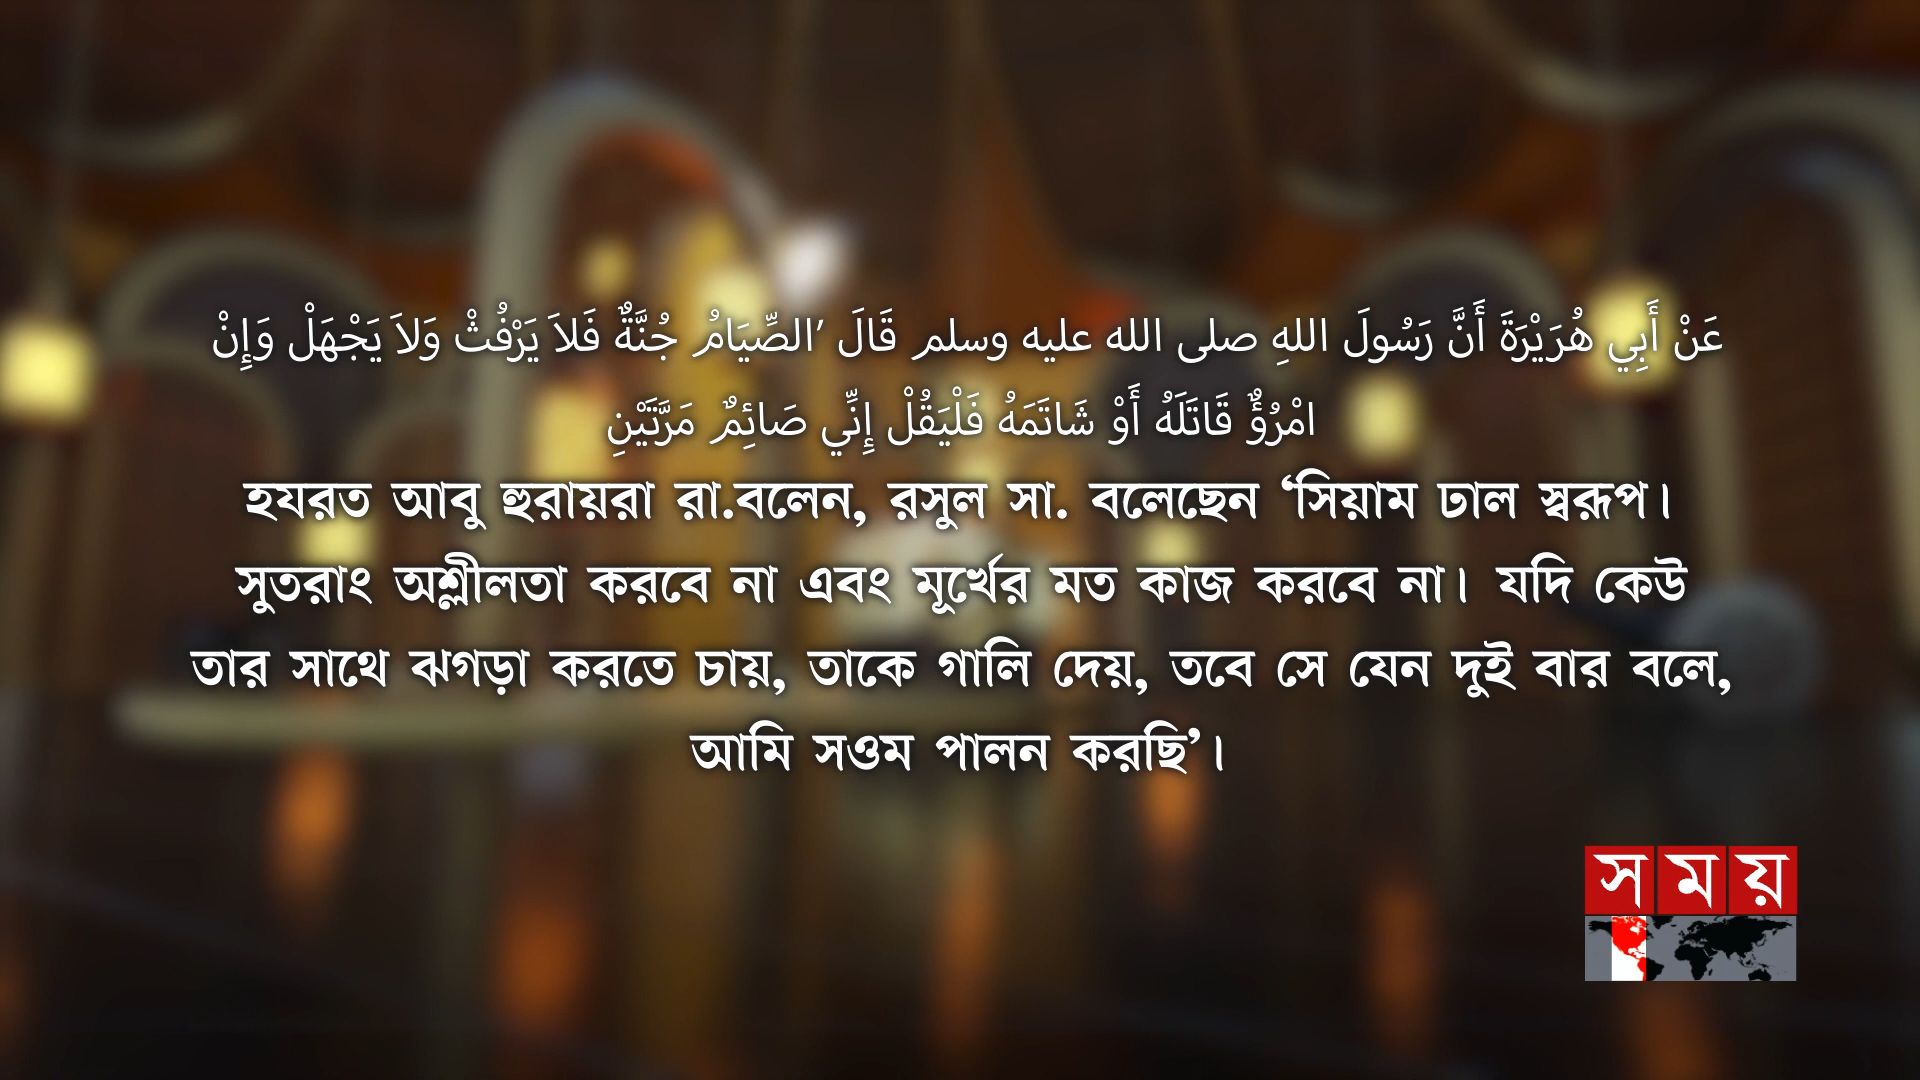 عَنْ أَبِي هُرَيْرَةَ أَنَّ رَسُولَ اللهِ صلى الله عليه وسلم قَالَ ’الصِّيَامُ جُنَّةٌ فَلاَ يَرْفُثْ وَلاَ يَجْهَلْ وَإِنْ
امْرُؤٌ قَاتَلَهُ أَوْ شَاتَمَهُ فَلْيَقُلْ إِنِّي صَائِمٌ مَرَّتَيْنِ
হযরত আবু হুরায়রা রা.বলেন, রসুল সা. বলেছেন ‘সিয়াম ঢাল স্বরূপ।
সুতরাং অশ্লীলতা করবে না এবং মূর্খের মত কাজ করবে না। যদি কেউ
তার সাথে ঝগড়া করতে চায়, তাকে গালি দেয়, তবে সে যেন দুই বার বলে,
আমি সওম পালন করছি’।
সময়